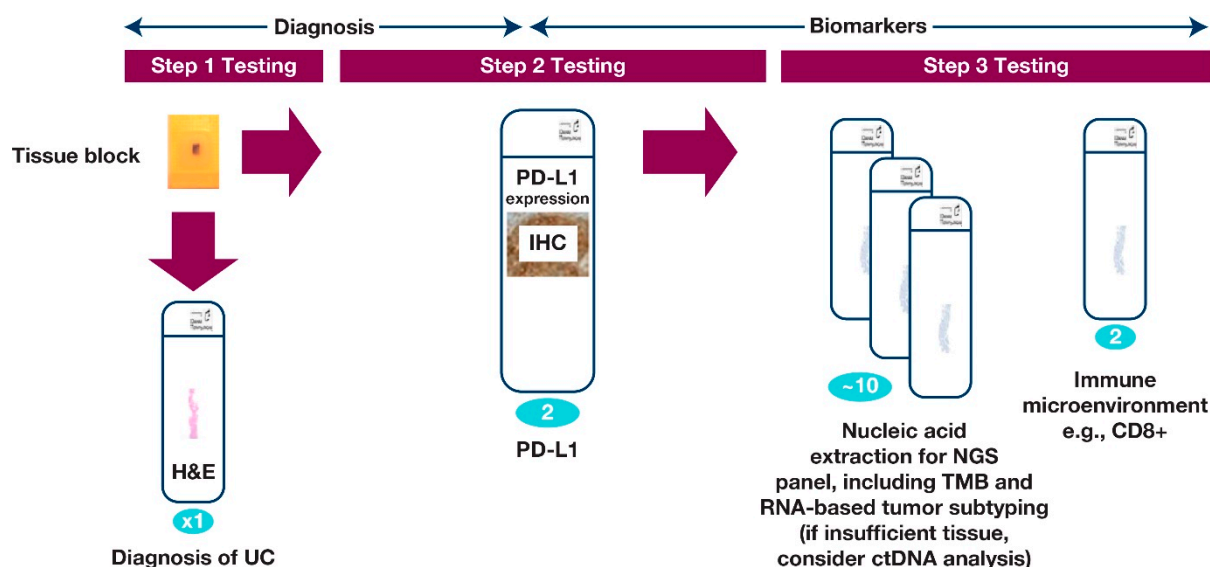 Diagnosis
Biomarkers
Step 1 Testing
Step 2 Testing
Step 3 Testing
Tissue block
PD-L1
expression
IHC
H&E
x1
Diagnosis of UC
2
PD-L1
~10
Nucleic acid
extraction for NGS
panel, including TMB and
RNA-based tumor subtyping
(if insufficient tissue,
consider ctDNA analysis)
2
Immune
microenvironment
e.g., CD8+